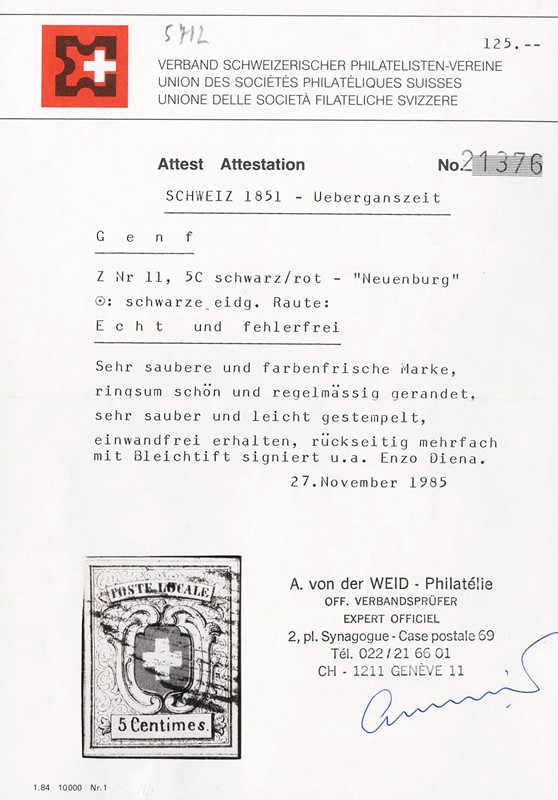 5712
125.--
VERBAND SCHWEIZERISCHER PHILATELISTEN-VEREINE
UNION DES SOCIÉTÉS PHILATÉLIQUES SUISSES
UNIONE DELLE SOCIETÀ FILATELICHE SVIZZERE
Attest Attestation No. 21376
SCHWEIZ 1851 - Ueberganszeit
G e n f
Z Nr 11, 5C schwarz/rot - "Neuenburg"
☉: schwarze eidg. Raute:
E c h t und fehlerfrei
Sehr saubere und farbenfrische Marke,
ringsum schön und regelmässig gerandet,
sehr sauber und leicht gestempelt,
einwandfrei erhalten, rückseitig mehrfach
mit Bleichtift signiert u.a. Enzo Diena.
27.November 1985
POSTE LOCALE
5 Centimes.
A. von der WEID - Philatélie
OFF. VERBANDSPRÜFER
EXPERT OFFICIEL
2, pl. Synagogue - Case postale 69
Tél. 022/21 66 01
CH - 1211 GENÈVE 11
1.84 10000 Nr.1